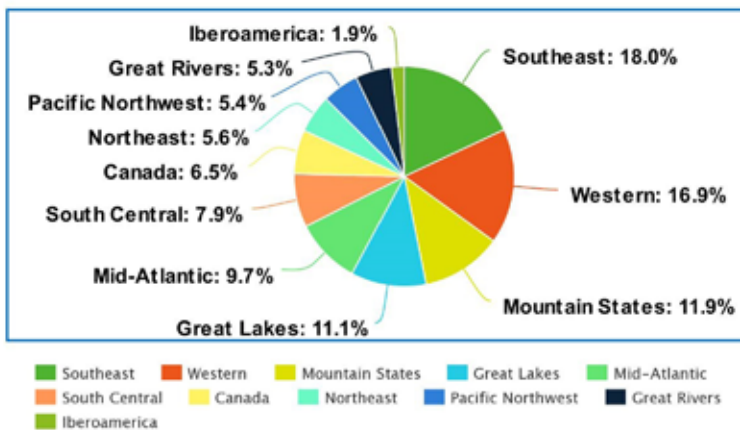 Iberoamerica: 1.9%
Great Rivers: 5.3%
Pacific Northwest: 5.4%
Northeast: 5.6%
Canada: 6.5%
South Central: 7.9%
Mid-Atlantic: 9.7%
Great Lakes: 11.1%
Southeast: 18.0%
Western: 16.9%
Mountain States: 11.9%
Southeast Western Mountain States Great Lakes Mid-Atlantic
South Central Canada Northeast Pacific Northwest Great Rivers
Iberoamerica